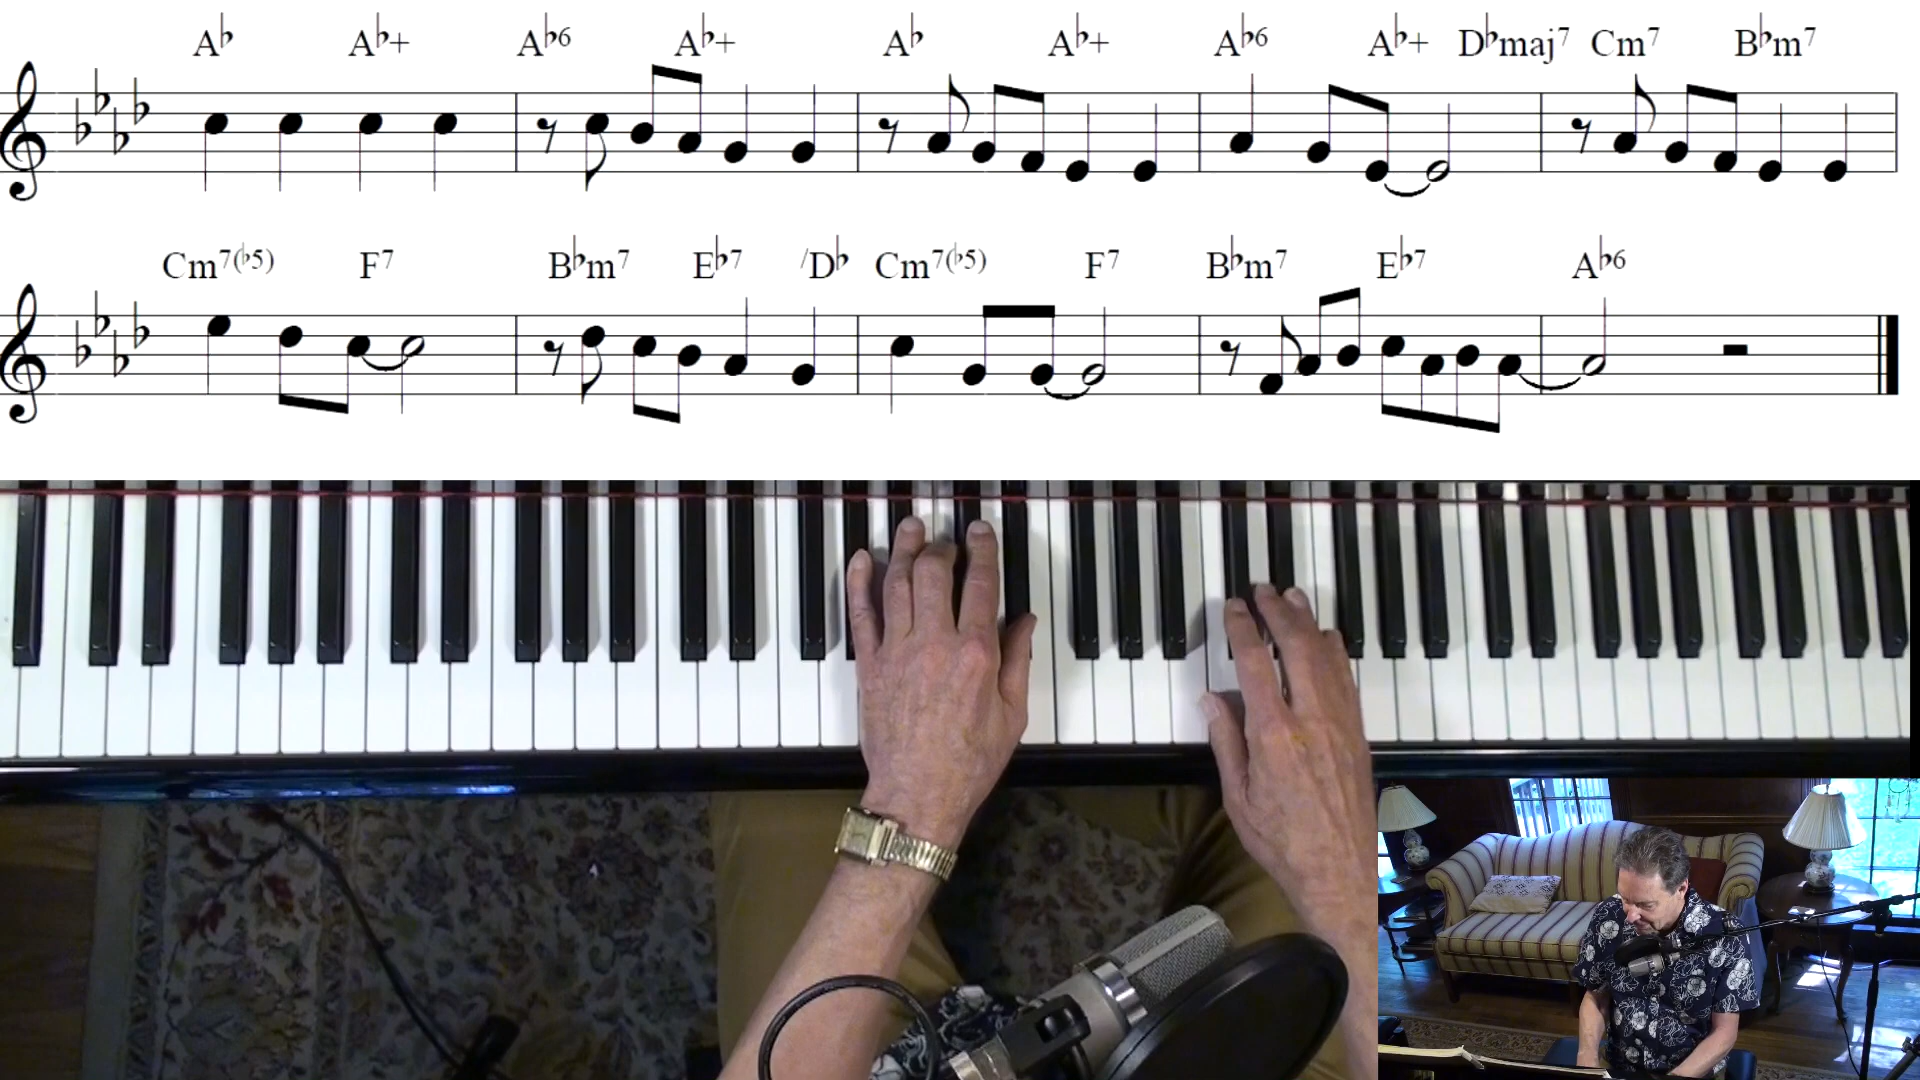 A♭ A♭+ A♭6 A♭+ A♭ A♭+ A♭6 A♭+ D♭maj7 Cm7 B♭m7
Cm7(♭5) F7 B♭m7 E♭7 /D♭ Cm7(♭5) F7 B♭m7 E♭7 A♭6